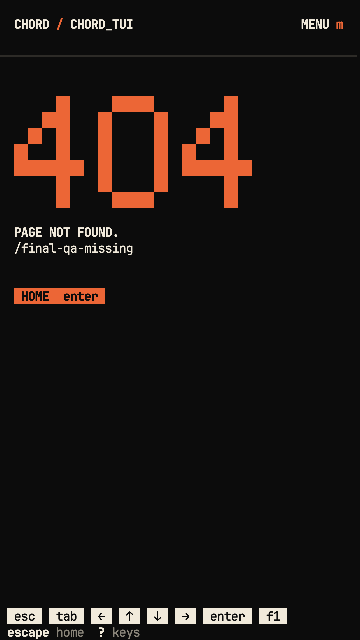 CHORD / CHORD_TUI MENU m
404
PAGE NOT FOUND.
/final-qa-missing
HOME enter
esc tab ← ↑ ↓ → enter f1
escape home ? keys